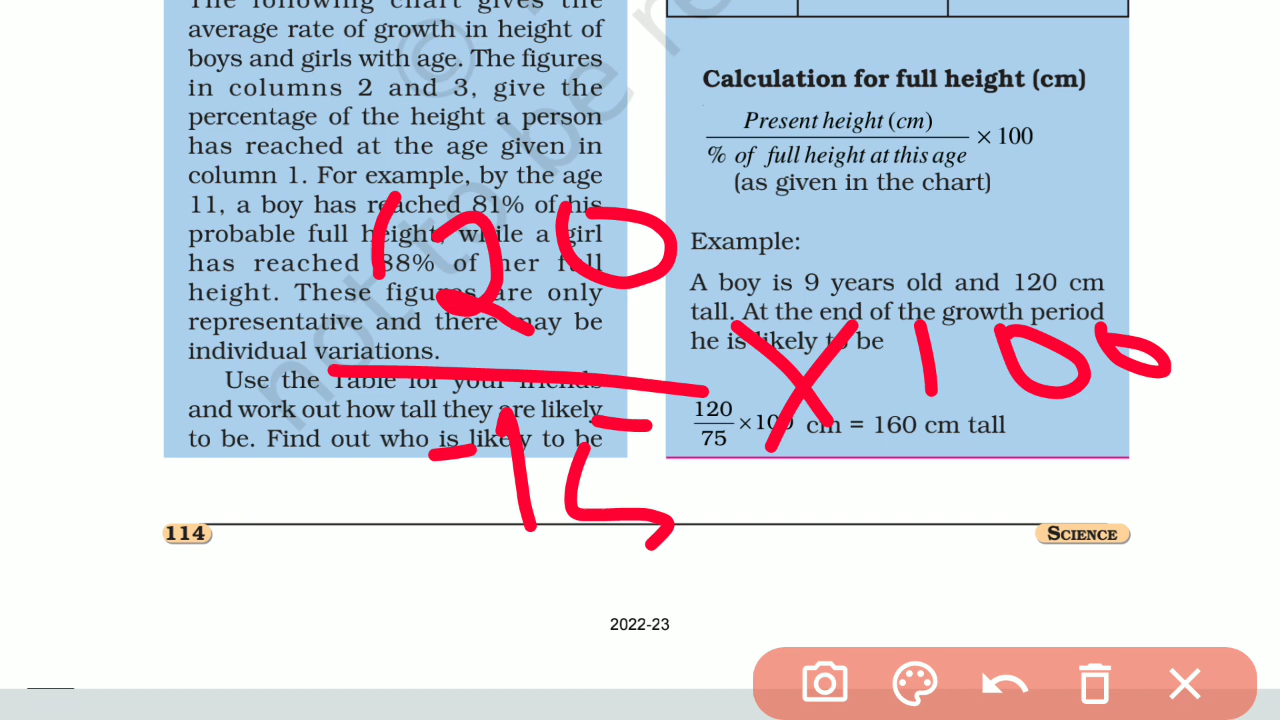 The following chart gives the
average rate of growth in height of
boys and girls with age. The figures
in columns 2 and 3, give the
percentage of the height a person
has reached at the age given in
column 1. For example, by the age
11, a boy has reached 81% of his
probable full height, while a girl
has reached 88% of her full
height. These figures are only
representative and there may be
individual variations.
Use the Table for your friends
and work out how tall they are likely
to be. Find out who is likely to be
Calculation for full height (cm)
Present height (cm)
% of full height at this age
× 100
(as given in the chart)
Example:
A boy is 9 years old and 120 cm
tall. At the end of the growth period
he is likely to be
120
75
×100 cm = 160 cm tall
120
75
× 100
114
SCIENCE
2022-23
not to be re
©